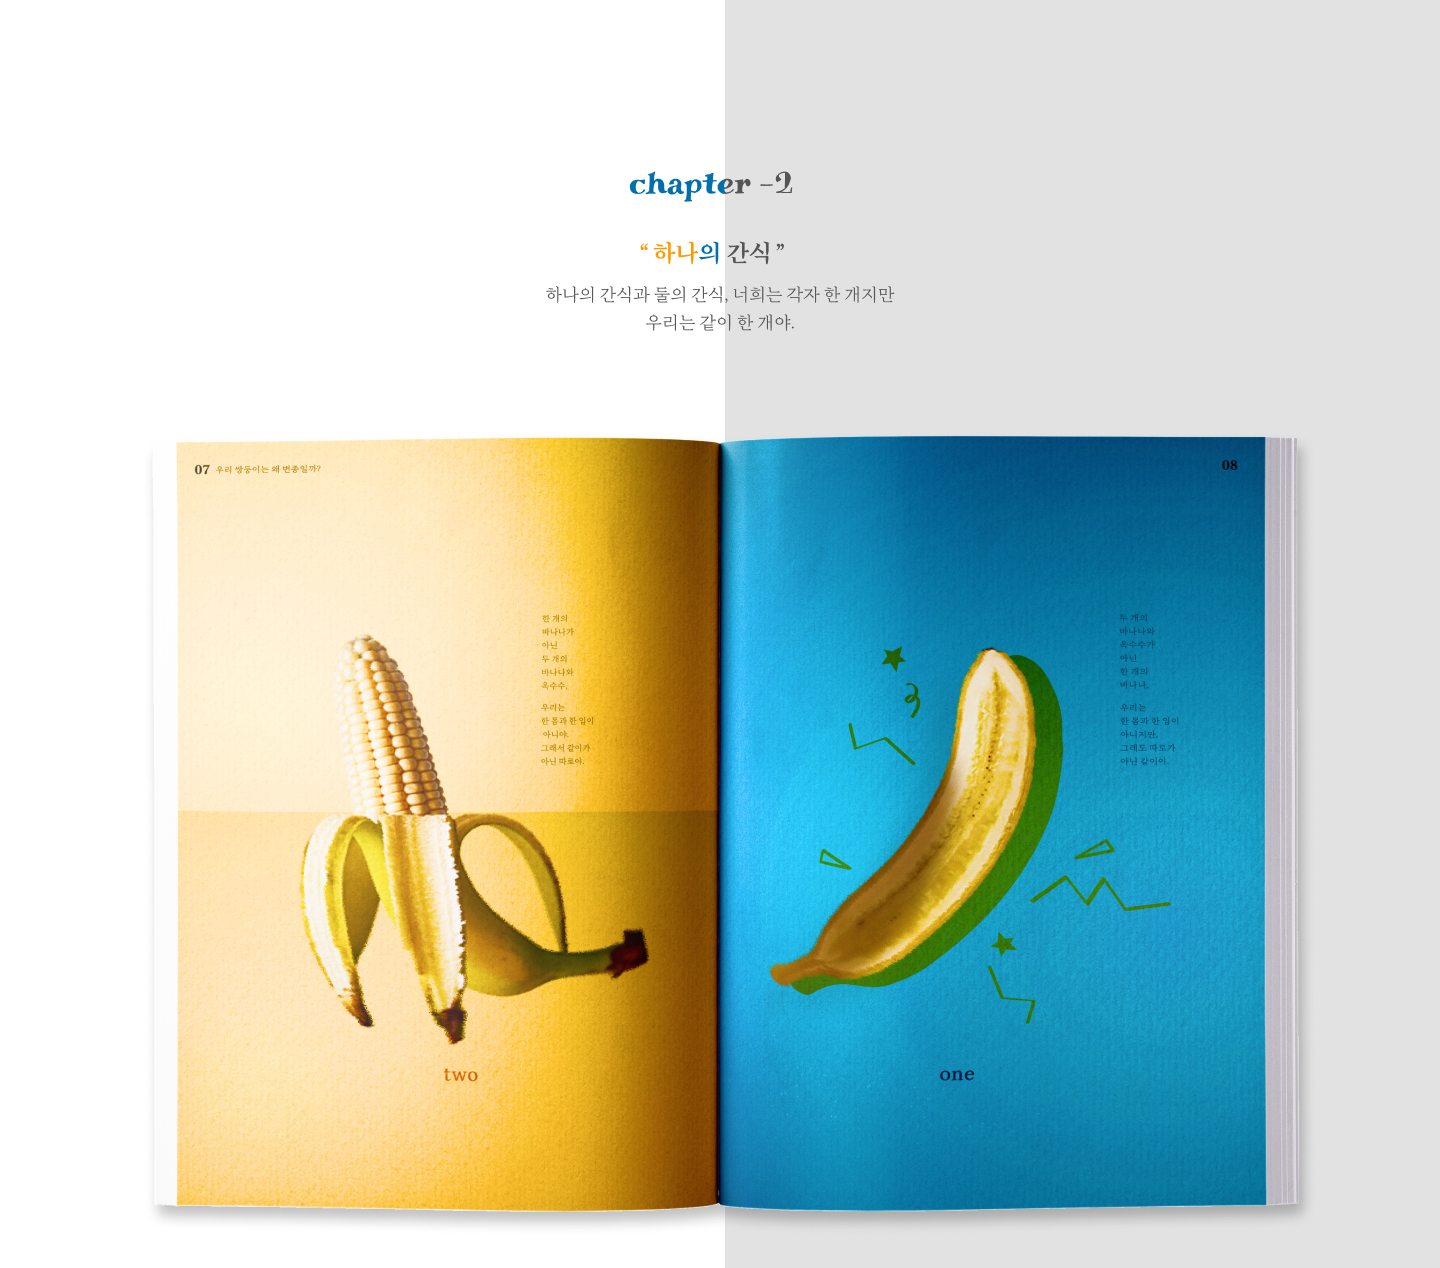 chapter -2
“ 하나의 간식 ”
하나의 간식과 둘의 간식, 너희는 각자 한 개지만
우리는 같이 한 개야.
07 우리 쌍둥이는 왜 변종일까?
한 개의
바나나가
아닌
두 개의
바나나와
옥수수,
우리는
한 몸과 한 입이
아니야.
그래서 같이가
아닌 따로야.
two
08
두 개의
바나나와
옥수수가
아닌
한 개의
바나나,
우리는
한 몸과 한 입이
아니지만,
그래도 따로가
아닌 같이야.
one